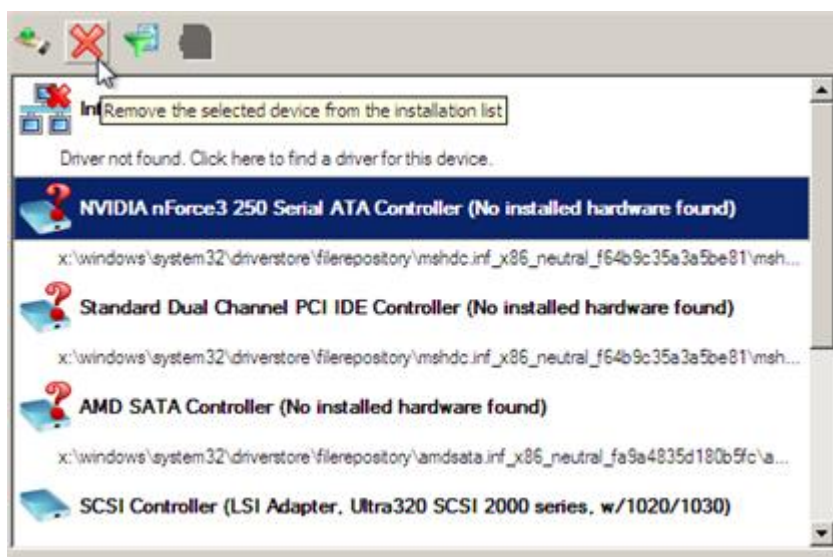 Remove the selected device from the installation list
Driver not found. Click here to find a driver for this device.
NVIDIA nForce3 250 Serial ATA Controller (No installed hardware found)
x:\windows\system32\driverstore\filerepository\mshdc.inf_x86_neutral_f64b9c35a3a5be81\msh...
Standard Dual Channel PCI IDE Controller (No installed hardware found)
x:\windows\system32\driverstore\filerepository\mshdc.inf_x86_neutral_f64b9c35a3a5be81\msh...
AMD SATA Controller (No installed hardware found)
x:\windows\system32\driverstore\filerepository\amdsata.inf_x86_neutral_fa9a4835d180b5fc\a...
SCSI Controller (LSI Adapter, Ultra320 SCSI 2000 series, w/1020/1030)